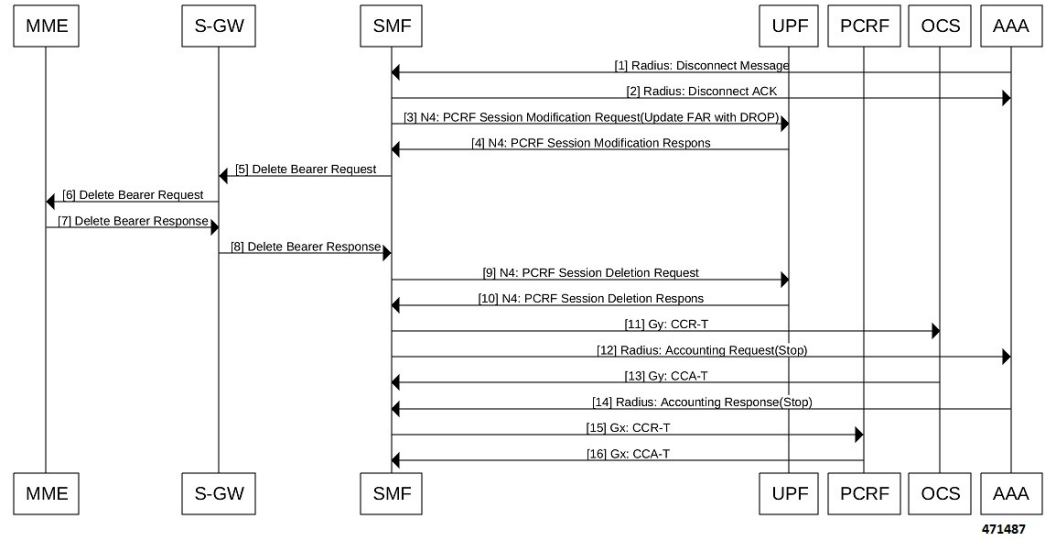 MME S-GW SMF UPF PCRF OCS AAA
[1] Radius: Disconnect Message
[2] Radius: Disconnect ACK
[3] N4: PCRF Session Modification Request(Update FAR with DROP)
[4] N4: PCRF Session Modification Respons
[5] Delete Bearer Request
[6] Delete Bearer Request
[7] Delete Bearer Response
[8] Delete Bearer Response
[9] N4: PCRF Session Deletion Request
[10] N4: PCRF Session Deletion Respons
[11] Gy: CCR-T
[12] Radius: Accounting Request(Stop)
[13] Gy: CCA-T
[14] Radius: Accounting Response(Stop)
[15] Gx: CCR-T
[16] Gx: CCA-T
MME S-GW SMF UPF PCRF OCS AAA
471487